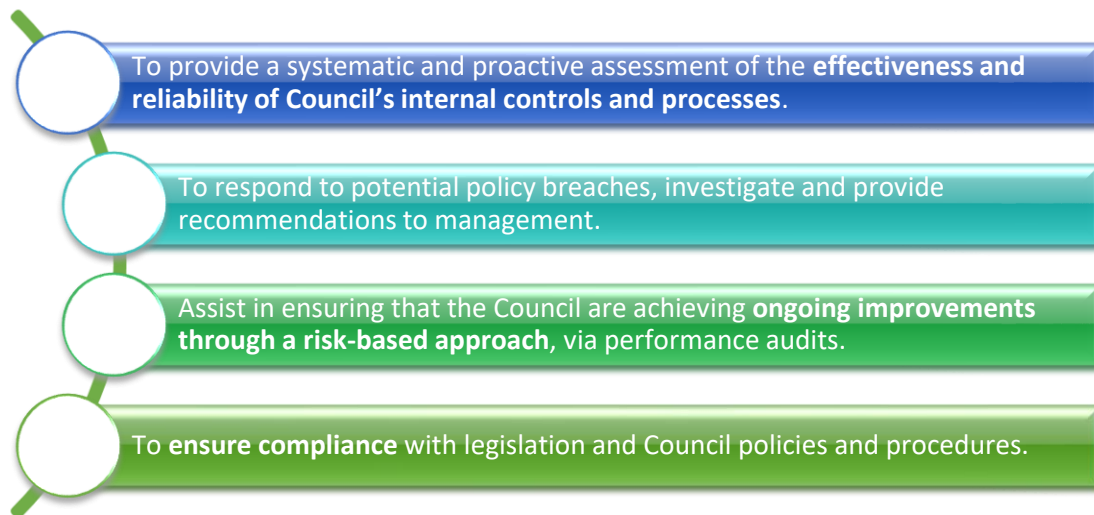 To provide a systematic and proactive assessment of the effectiveness and
reliability of Council’s internal controls and processes.
To respond to potential policy breaches, investigate and provide
recommendations to management.
Assist in ensuring that the Council are achieving ongoing improvements
through a risk-based approach, via performance audits.
To ensure compliance with legislation and Council policies and procedures.